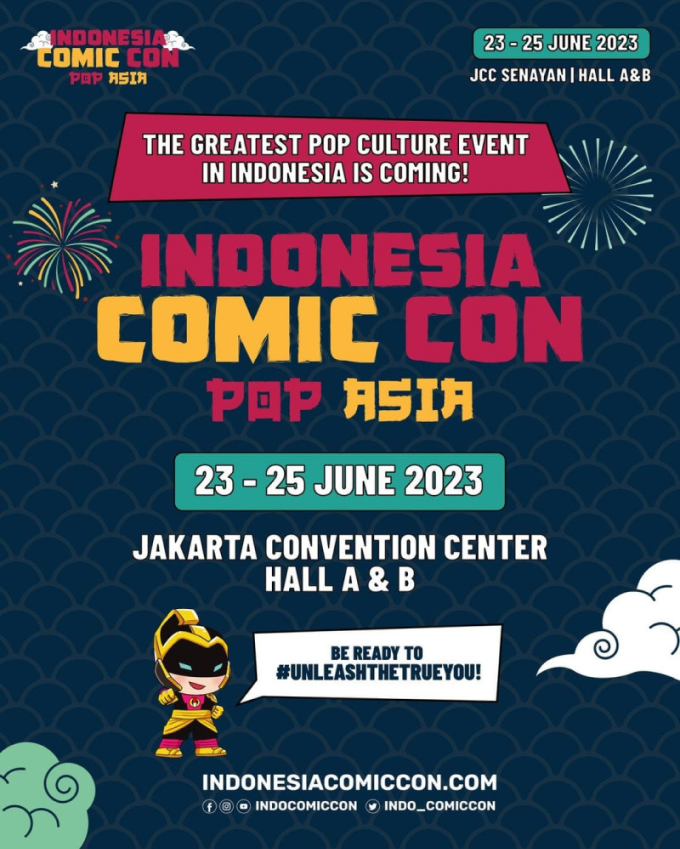 INDONESIA
COMIC CON
POP ASIA
23 - 25 JUNE 2023
JCC SENAYAN | HALL A&B
THE GREATEST POP CULTURE EVENT
IN INDONESIA IS COMING!
INDONESIA
COMIC CON
POP ASIA
23 - 25 JUNE 2023
JAKARTA CONVENTION CENTER
HALL A & B
BE READY TO
#UNLEASHTHETRUEYOU!
INDONESIACOMICCON.COM
INDOCOMICCON INDO_COMICCON